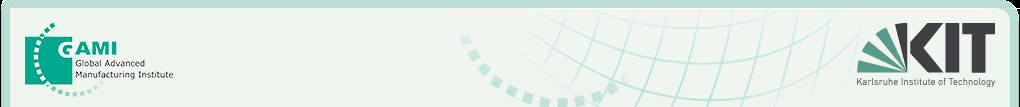 GAMI
Global Advanced
Manufacturing Institute
KIT
Karlsruhe Institute of Technology